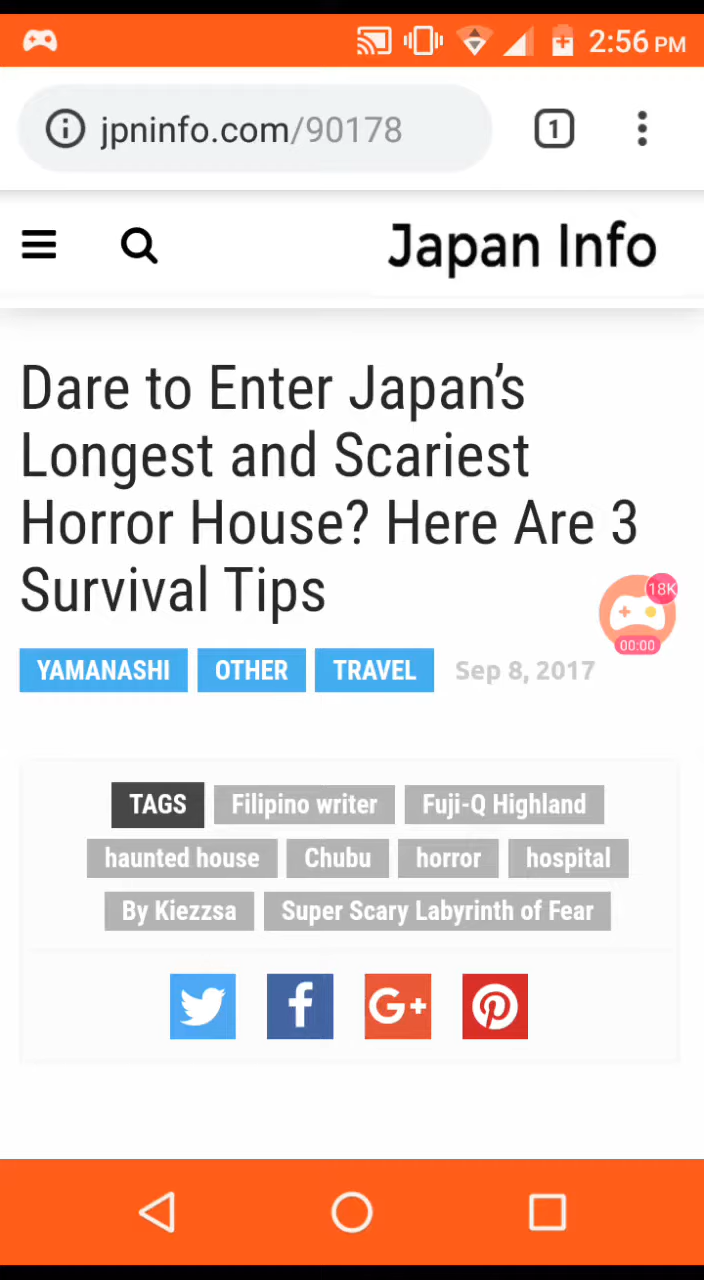 2:56 PM
jpninfo.com/90178
1
Japan Info
Dare to Enter Japan’s
Longest and Scariest
Horror House? Here Are 3
Survival Tips
18K
00:00
YAMANASHI OTHER TRAVEL Sep 8, 2017
TAGS Filipino writer Fuji-Q Highland
haunted house Chubu horror hospital
By Kiezzsa Super Scary Labyrinth of Fear
f G+